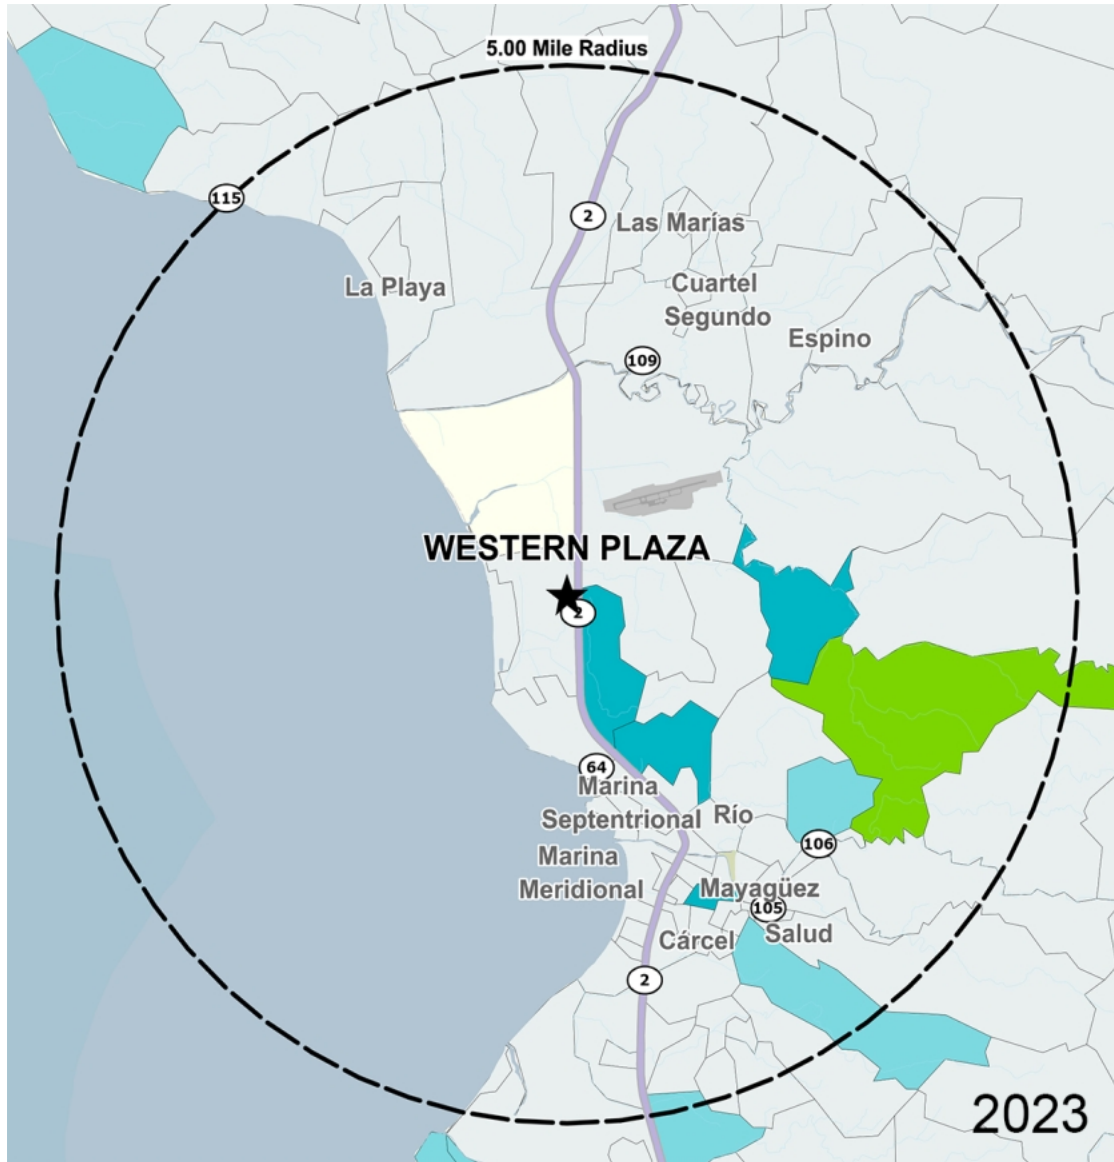 5.00 Mile Radius
115
2
Las Marías
La Playa
Cuartel
Segundo
Espino
109
WESTERN PLAZA
2
64
Marina
Septentrional
Río
106
Marina
Meridional
Mayagüez
105
Cárcel
Salud
2
2023